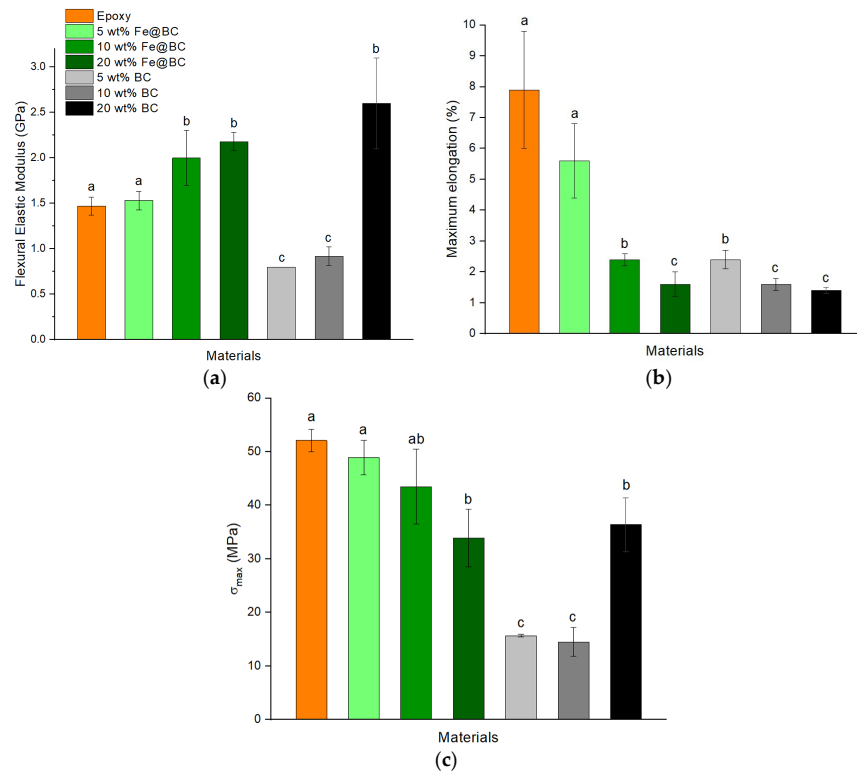 Epoxy
5 wt% Fe@BC
10 wt% Fe@BC
20 wt% Fe@BC
5 wt% BC
10 wt% BC
20 wt% BC
Flexural Elastic Modulus (GPa)
3.0
2.5
2.0
1.5
1.0
0.5
0.0
a
a
b
b
c
c
b
Materials
(a)
Maximum elongation (%)
10
9
8
7
6
5
4
3
2
1
0
a
a
b
c
b
c
c
Materials
(b)
σmax (MPa)
60
50
40
30
20
10
0
a
a
ab
b
c
c
b
Materials
(c)